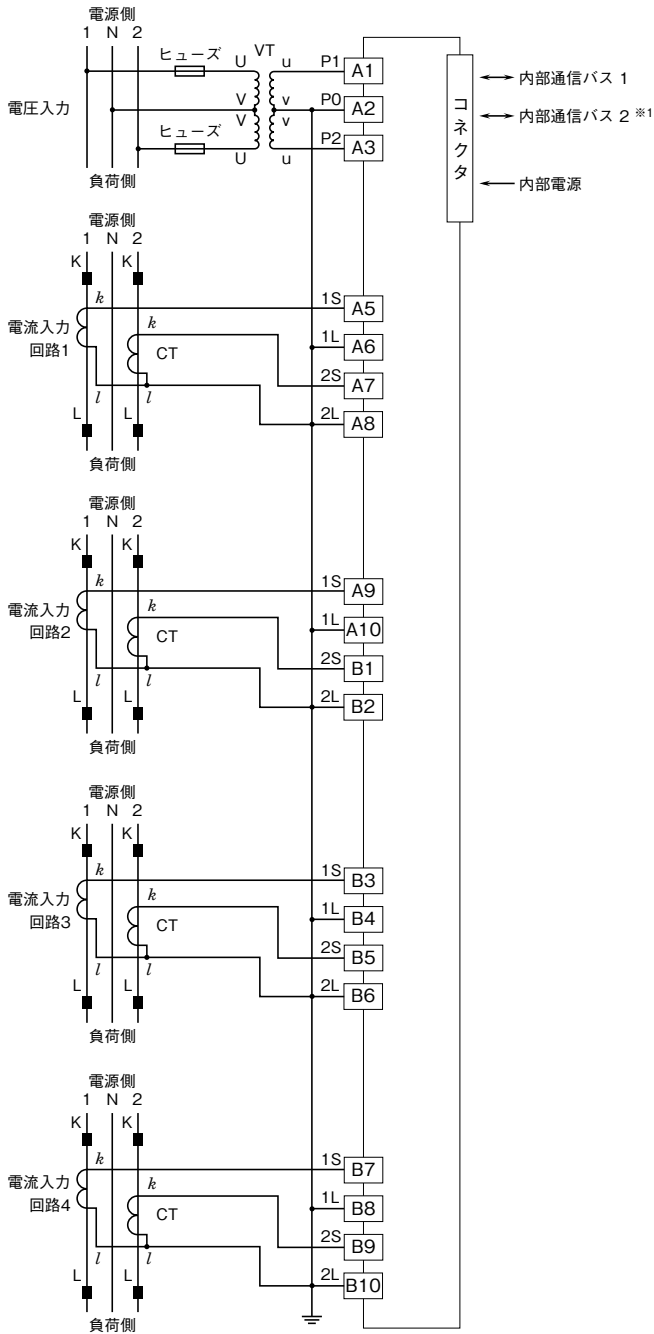 電源側
1 N 2
ヒューズ U VT u P1 A1
電圧入力 V v P0 A2
V v
ヒューズ U u P2 A3
負荷側
コネクタ
内部通信バス 1
内部通信バス 2 ※1
内部電源
電源側
1 N 2
K K
k 1S A5
電流入力
回路1
k 1L A6
CT 2S A7
l l
L L 2L A8
負荷側
電源側
1 N 2
K K
k 1S A9
電流入力
回路2
k 1L A10
CT 2S B1
l l
L L 2L B2
負荷側
電源側
1 N 2
K K
k 1S B3
電流入力
回路3
k 1L B4
CT 2S B5
l l
L L 2L B6
負荷側
電源側
1 N 2
K K
k 1S B7
電流入力
回路4
k 1L B8
CT 2S B9
l l
L L 2L B10
負荷側